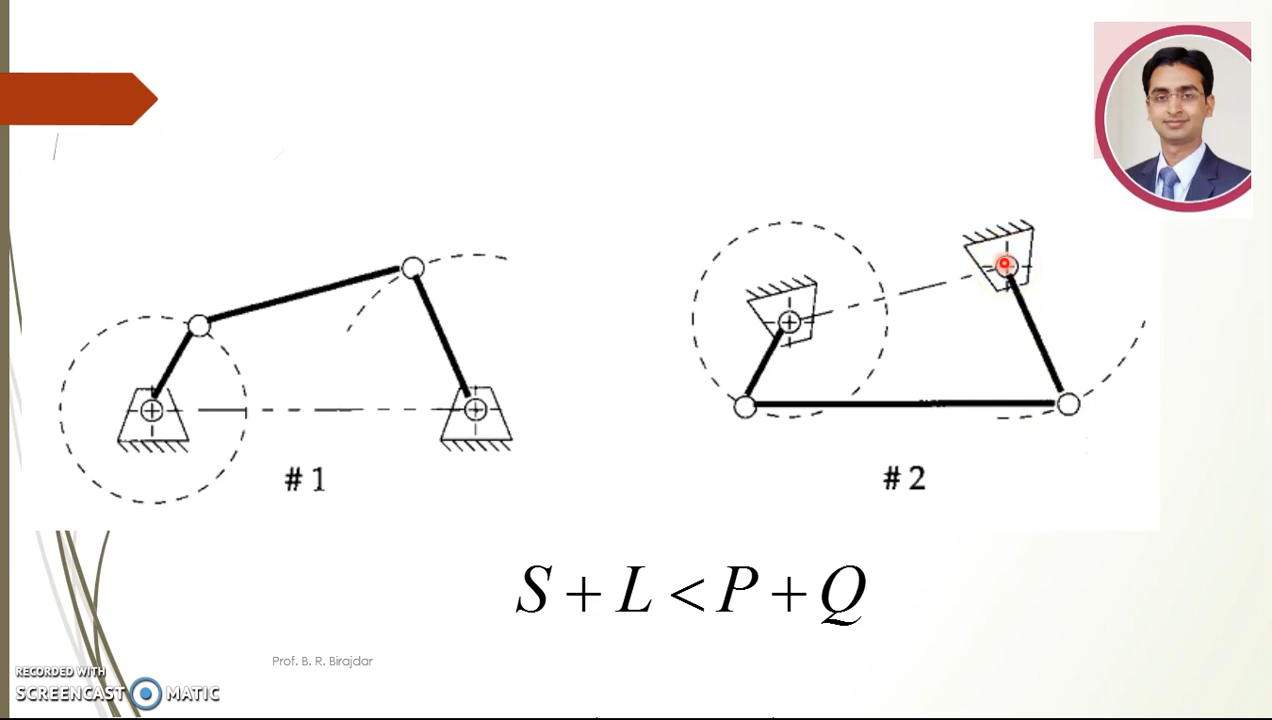 # 1
# 2
S + L < P + Q
Prof. B. R. Birajdar
RECORDED WITH
SCREENCAST MATIC